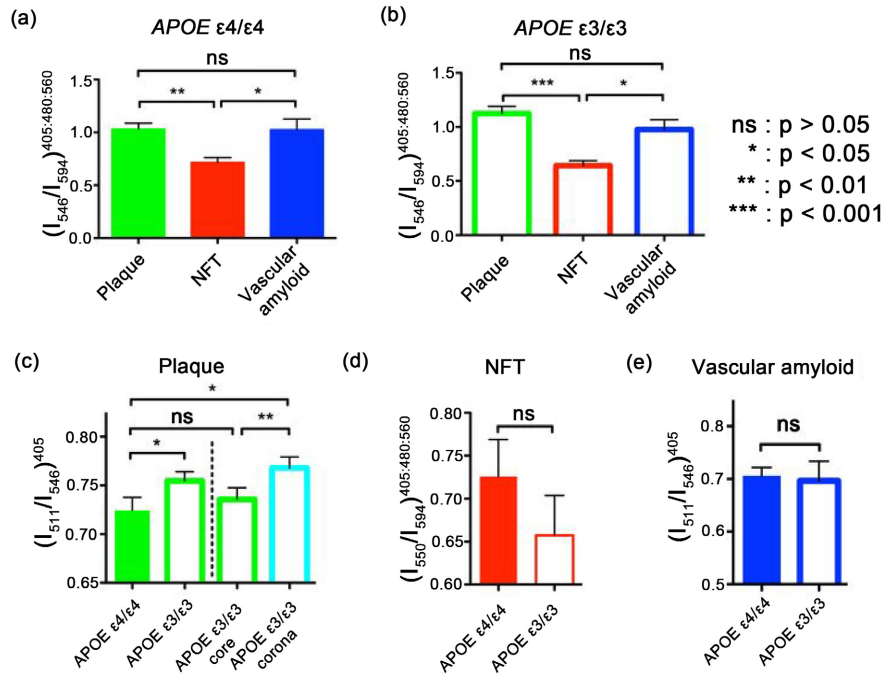 (a)
APOE ε4/ε4
ns
**
*
(I546/I594)405:480:560
1.5
1.0
0.5
0.0
Plaque
NFT
Vascular
amyloid
(b)
APOE ε3/ε3
ns
***
*
(I546/I594)405:480:560
1.5
1.0
0.5
0.0
Plaque
NFT
Vascular
amyloid
ns : p > 0.05
* : p < 0.05
** : p < 0.01
*** : p < 0.001
(c)
Plaque
*
ns
**
*
(I511/I546)405
0.80
0.75
0.70
0.65
APOE ε4/ε4
APOE ε3/ε3
APOE ε3/ε3
core
APOE ε3/ε3
corona
(d)
NFT
ns
(I550/I594)405:480:560
0.80
0.75
0.70
0.65
0.60
APOE ε4/ε4
APOE ε3/ε3
(e)
Vascular amyloid
ns
(I511/I546)405
0.8
0.7
0.6
0.5
APOE ε4/ε4
APOE ε3/ε3